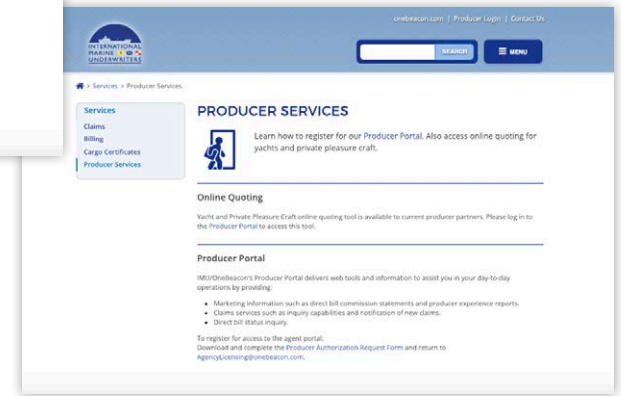 onebeacon.com | Producer Login | Contact Us
INTERNATIONAL
MARINE
UNDERWRITERS
SEARCH
MENU
> Services > Producer Services
Services
Claims
Billing
Cargo Certificates
Producer Services
PRODUCER SERVICES
Learn how to register for our Producer Portal. Also access online quoting for
yachts and private pleasure craft.
Online Quoting
Yacht and Private Pleasure Craft online quoting tool is available to current producer partners. Please log in to
the Producer Portal to access this tool.
Producer Portal
IMU/OneBeacon's Producer Portal delivers web tools and information to assist you in your day-to-day
operations by providing:
• Marketing information such as direct bill commission statements and producer experience reports.
• Claims services such as inquiry capabilities and notification of new claims.
• Direct bill status inquiry.
To register for access to the agent portal:
Download and complete the Producer Authorization Request Form and return to
AgencyLicensing@onebeacon.com.